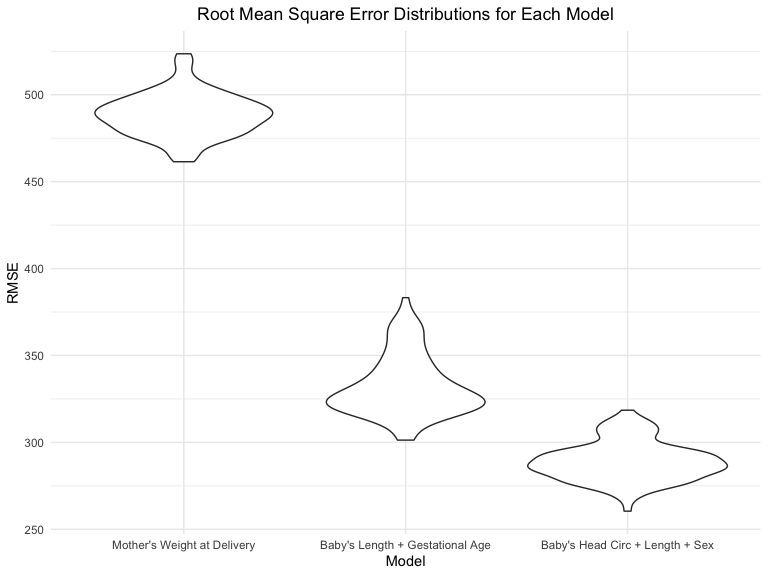 Root Mean Square Error Distributions for Each Model
RMSE
500
450
400
350
300
250
Mother's Weight at Delivery
Baby's Length + Gestational Age
Baby's Head Circ + Length + Sex
Model